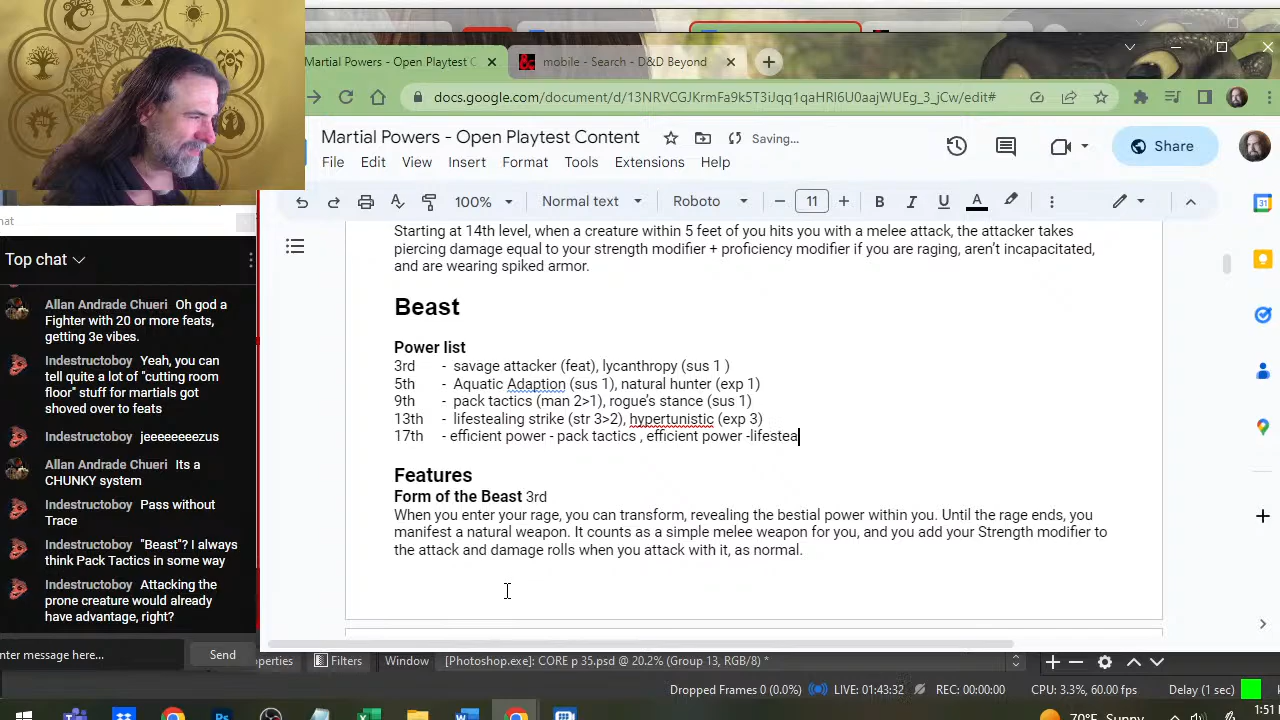 Martial Powers - Open Playtest C
mobile - Search - D&D Beyond
docs.google.com/document/d/13NRVCGJKrmFa9k5T3iJqq1qaHRl6U0aajWUEg_3_jCw/edit#
Martial Powers - Open Playtest Content
Saving...
Share
File Edit View Insert Format Tools Extensions Help
100% Normal text Roboto 11 B I U A
Starting at 14th level, when a creature within 5 feet of you hits you with a melee attack, the attacker takes
piercing damage equal to your strength modifier + proficiency modifier if you are raging, aren't incapacitated,
and are wearing spiked armor.
Beast
Power list
3rd - savage attacker (feat), lycanthropy (sus 1 )
5th - Aquatic Adaption (sus 1), natural hunter (exp 1)
9th - pack tactics (man 2>1), rogue's stance (sus 1)
13th - lifestealing strike (str 3>2), hypertunistic (exp 3)
17th - efficient power - pack tactics , efficient power -lifestea
Features
Form of the Beast 3rd
When you enter your rage, you can transform, revealing the bestial power within you. Until the rage ends, you
manifest a natural weapon. It counts as a simple melee weapon for you, and you add your Strength modifier to
the attack and damage rolls when you attack with it, as normal.
hat
Top chat
Allan Andrade Chueri Oh god a
Fighter with 20 or more feats,
getting 3e vibes.
Indestructoboy Yeah, you can
tell quite a lot of "cutting room
floor" stuff for martials got
shoved over to feats
Indestructoboy
jeeeeeeezus
Allan Andrade Chueri Its a
CHUNKY system
Indestructoboy Pass without
Trace
Indestructoboy "Beast"? I always
think Pack Tactics in some way
Indestructoboy Attacking the
prone creature would already
have advantage, right?
nter message here...
Send
operties Filters Window [Photoshop.exe]: CORE p 35.psd @ 20.2% (Group 13, RGB/8) *
Dropped Frames 0 (0.0%) LIVE: 01:43:32 REC: 00:00:00 CPU: 3.3%, 60.00 fps Delay (1 sec)
70°F Sunny
1:51